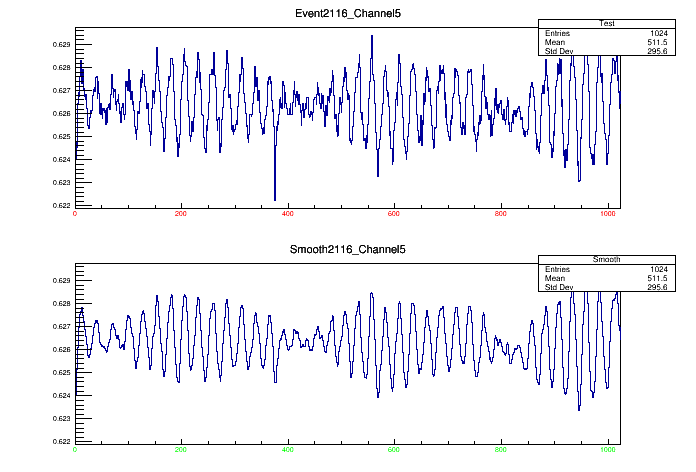 Event2116_Channel5
Test
Entries 1024
Mean 511.5
Std Dev 295.6
0.629
0.628
0.627
0.626
0.625
0.624
0.623
0.622
0 200 400 600 800 1000
Smooth2116_Channel5
Smooth
Entries 1024
Mean 511.5
Std Dev 295.6
0.629
0.628
0.627
0.626
0.625
0.624
0.623
0.622
0 200 400 600 800 1000